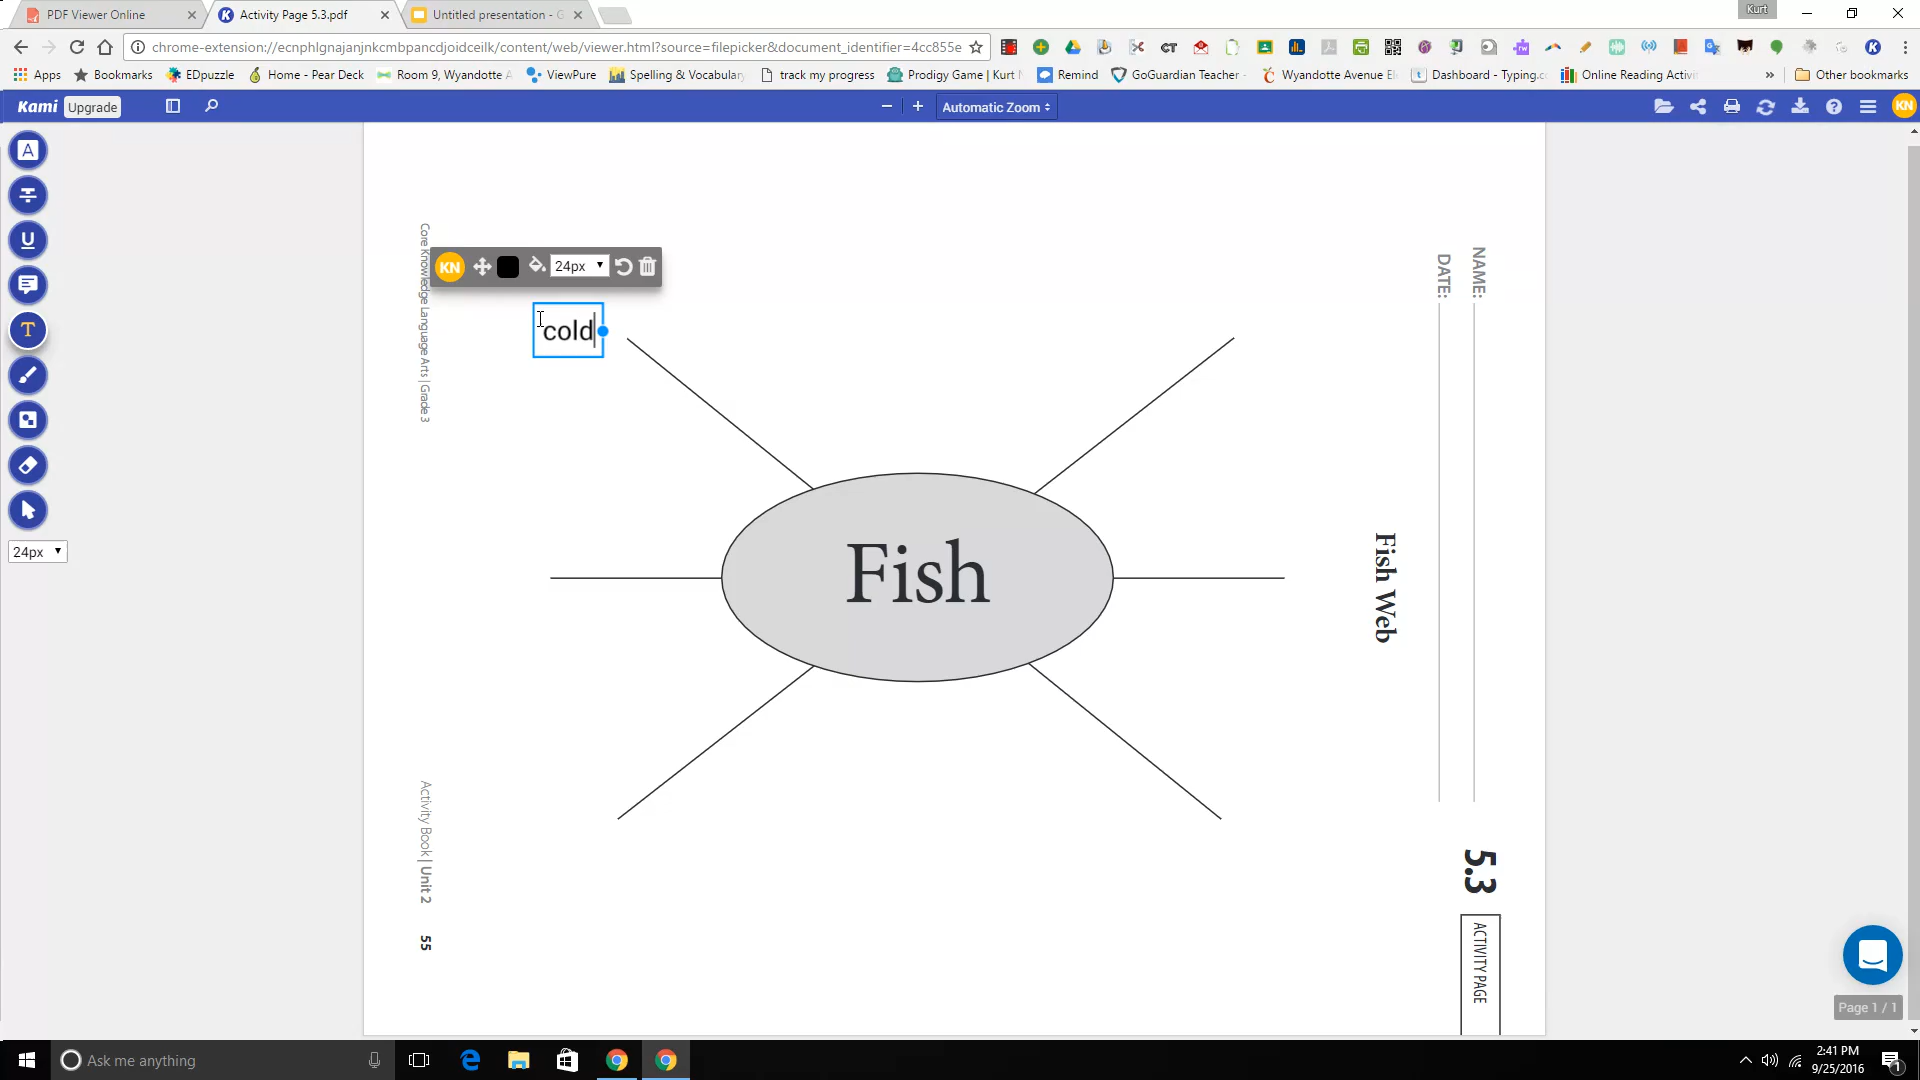 PDF Viewer Online
Activity Page 5.3.pdf
Untitled presentation - G
Kurt
chrome-extension://ecnphlgnajanjnkcmbpancdjoidceilk/content/web/viewer.html?source=filepicker&document_identifier=4cc855e
Apps
Bookmarks
EDpuzzle
Home - Pear Deck
Room 9, Wyandotte A
ViewPure
Spelling & Vocabular
track my progress
Prodigy Game | Kurt
Remind
GoGuardian Teacher
Wyandotte Avenue El
Dashboard - Typing.c
Online Reading Activit
»
Other bookmarks
Kami
Upgrade
Automatic Zoom
KN
A
U
T
24px
KN
24px
cold
Core Knowledge Language Arts | Grade 3
Fish
NAME:
DATE:
Fish Web
5.3
ACTIVITY PAGE
Activity Book | Unit 2
55
Page 1 / 1
Ask me anything
2:41 PM
9/25/2016
1